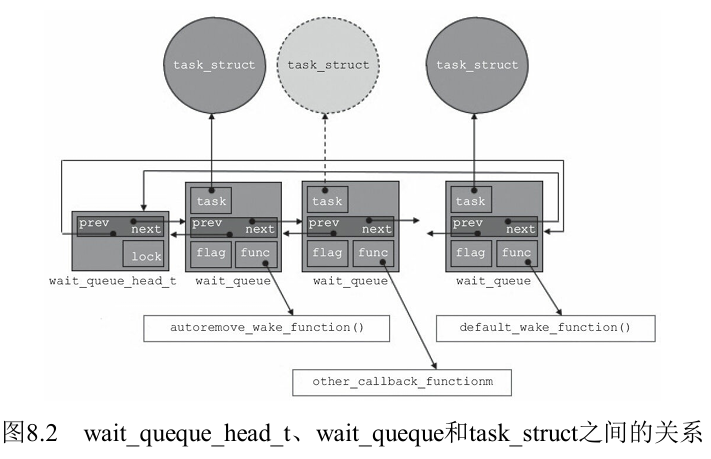 task_struct task_struct task_struct
task task task
prev next prev next prev next prev next
lock flag func flag func flag func
wait_queue_head_t wait_queue wait_queue wait_queue
autoremove_wake_function() default_wake_function()
other_callback_functionm
图8.2 wait_queque_head_t、wait_queque和task_struct之间的关系